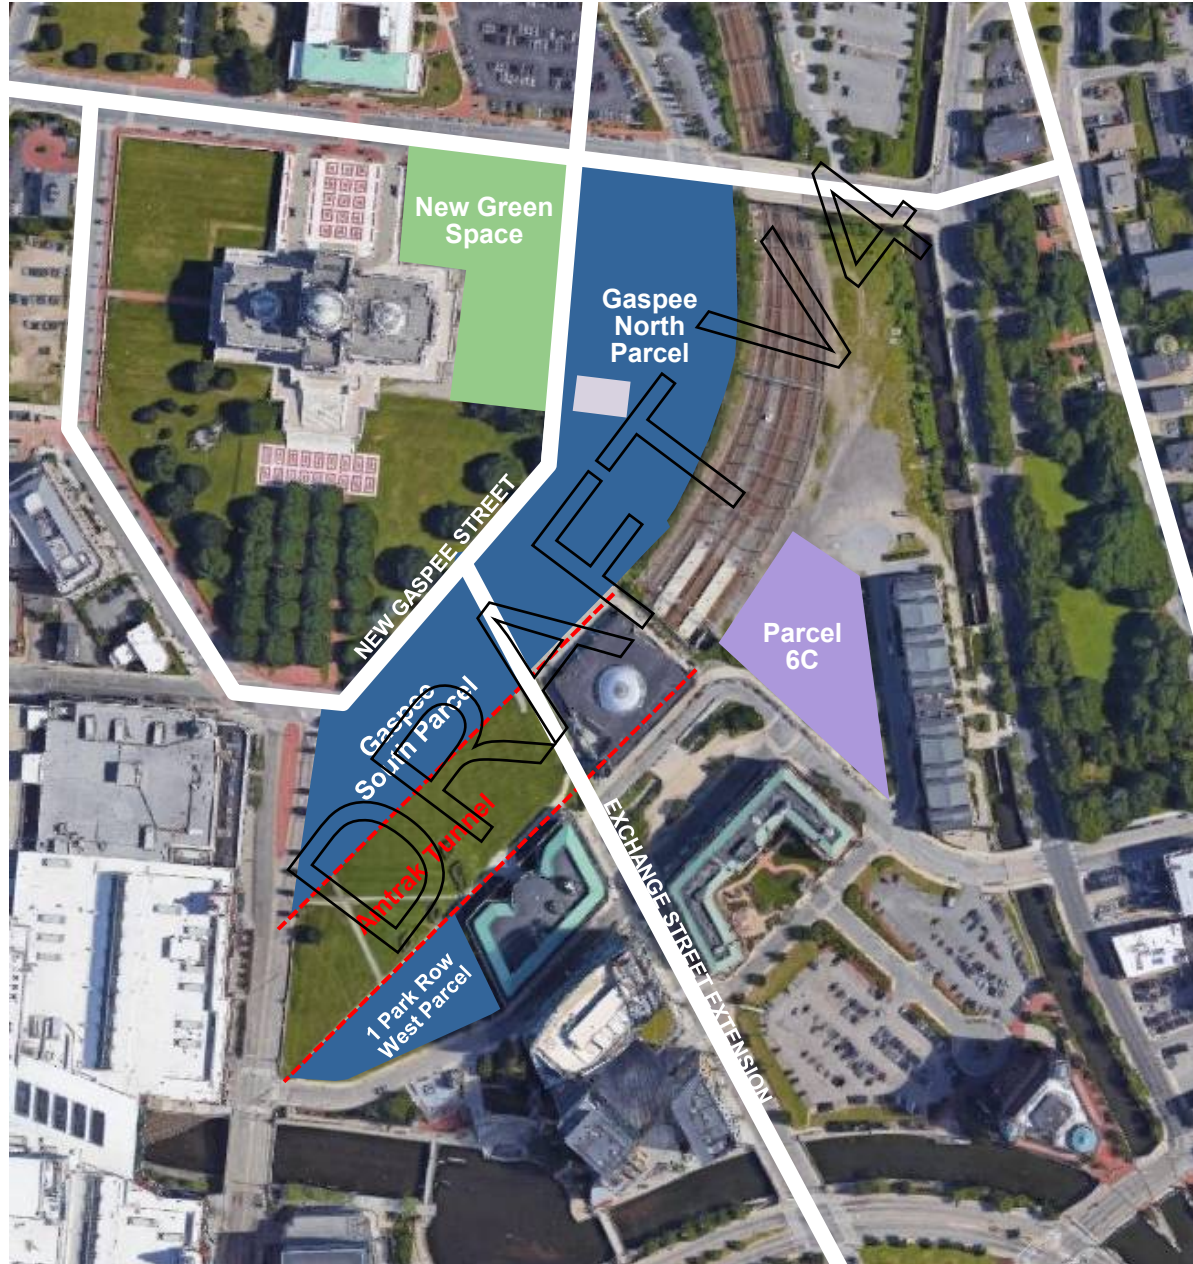 New Green
Space
Gaspee
North
Parcel
NEW GASPEE STREET
Parcel
6C
Gaspee
South Parcel
Amtrak Tunnel
EXCHANGE STREET EXTENSION
1 Park Row
West Parcel
DRAFT V4